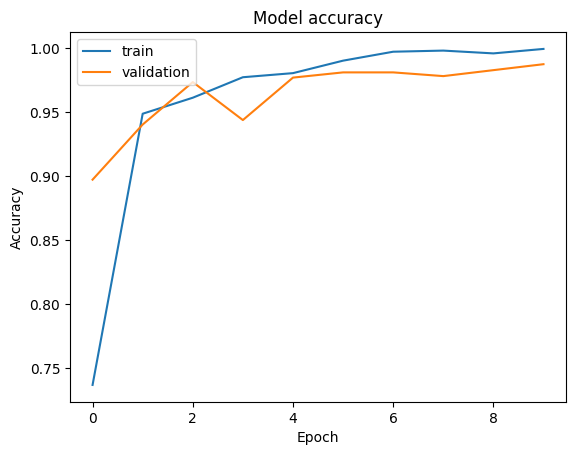 Model accuracy
train
validation
1.00
0.95
0.90
0.85
0.80
0.75
Accuracy
0 2 4 6 8
Epoch